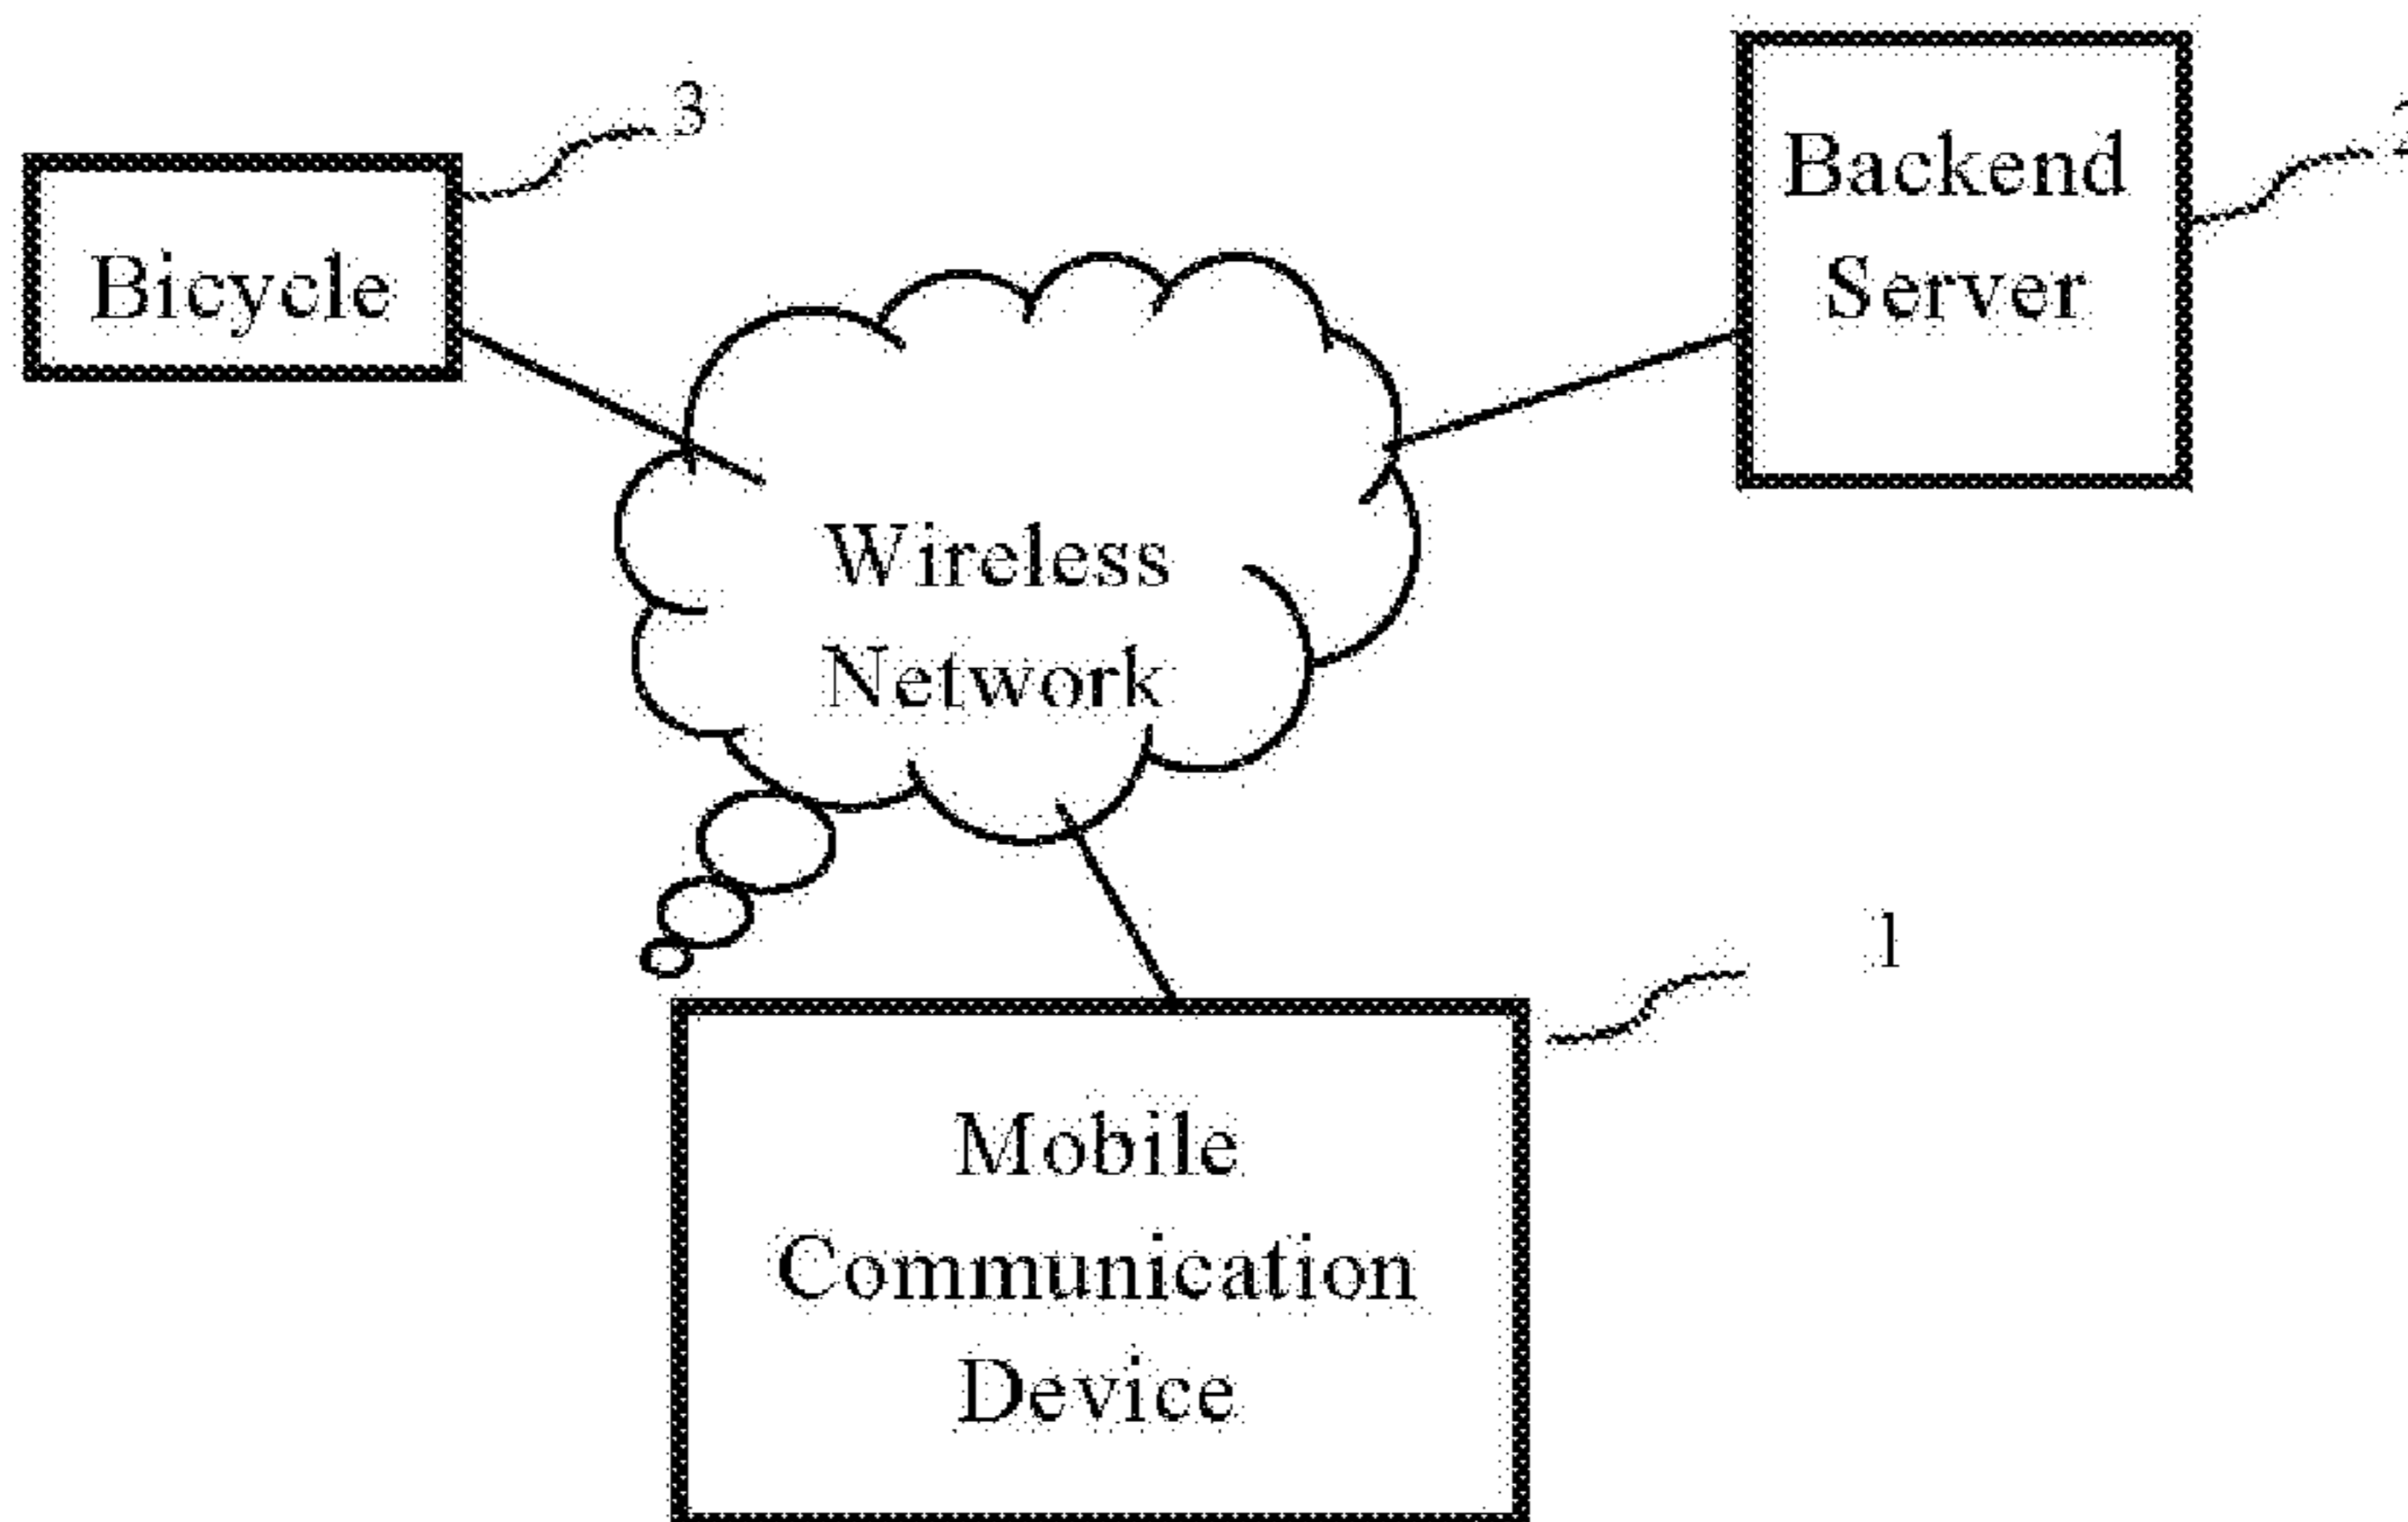 3
Bicycle
Backend
Server
Wireless
Network
1
Mobile
Communication
Device